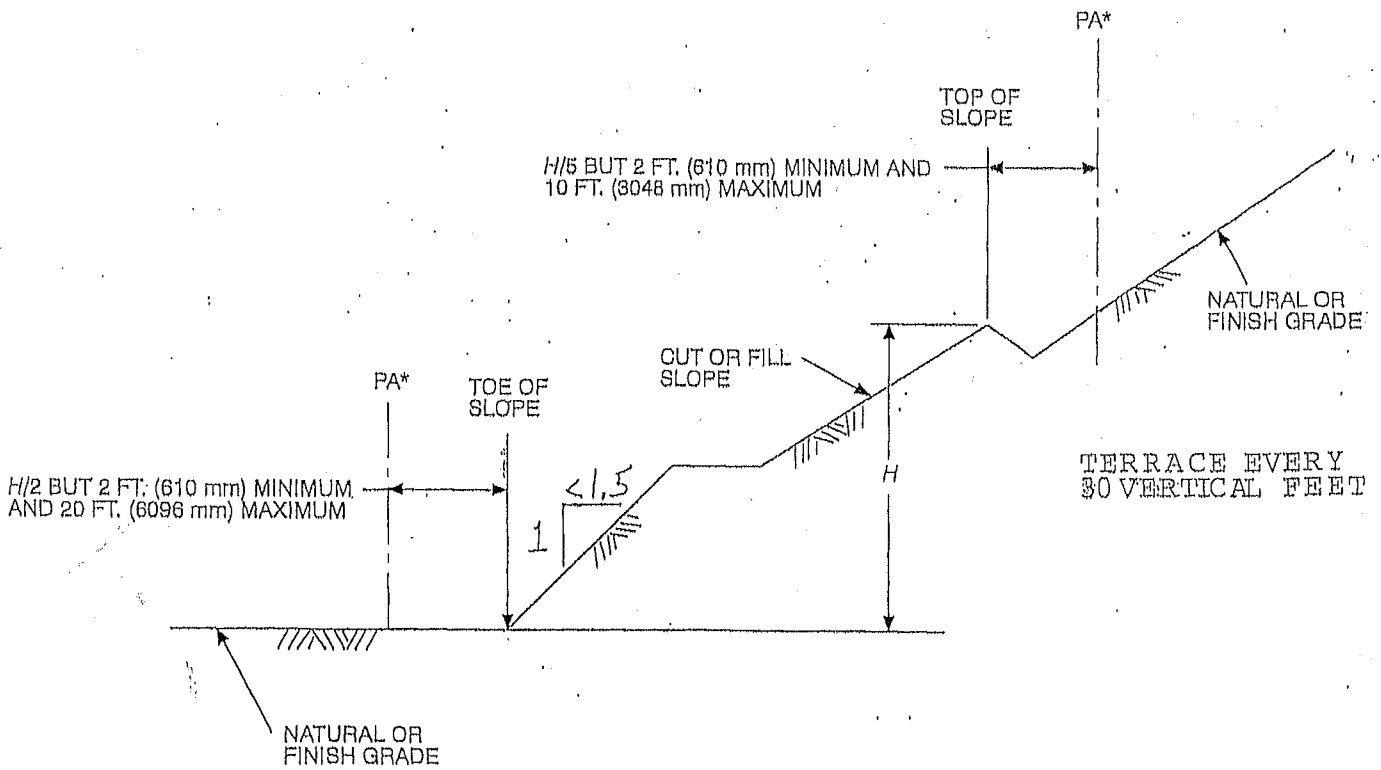 PA*
TOP OF
SLOPE
H/5 BUT 2 FT. (610 mm) MINIMUM AND
10 FT. (3048 mm) MAXIMUM
NATURAL OR
FINISH GRADE
CUT OR FILL
SLOPE
PA*
TOE OF
SLOPE
H
TERRACE EVERY
30 VERTICAL FEET
<1.5
1
H/2 BUT 2 FT. (610 mm) MINIMUM
AND 20 FT. (6096 mm) MAXIMUM
NATURAL OR
FINISH GRADE